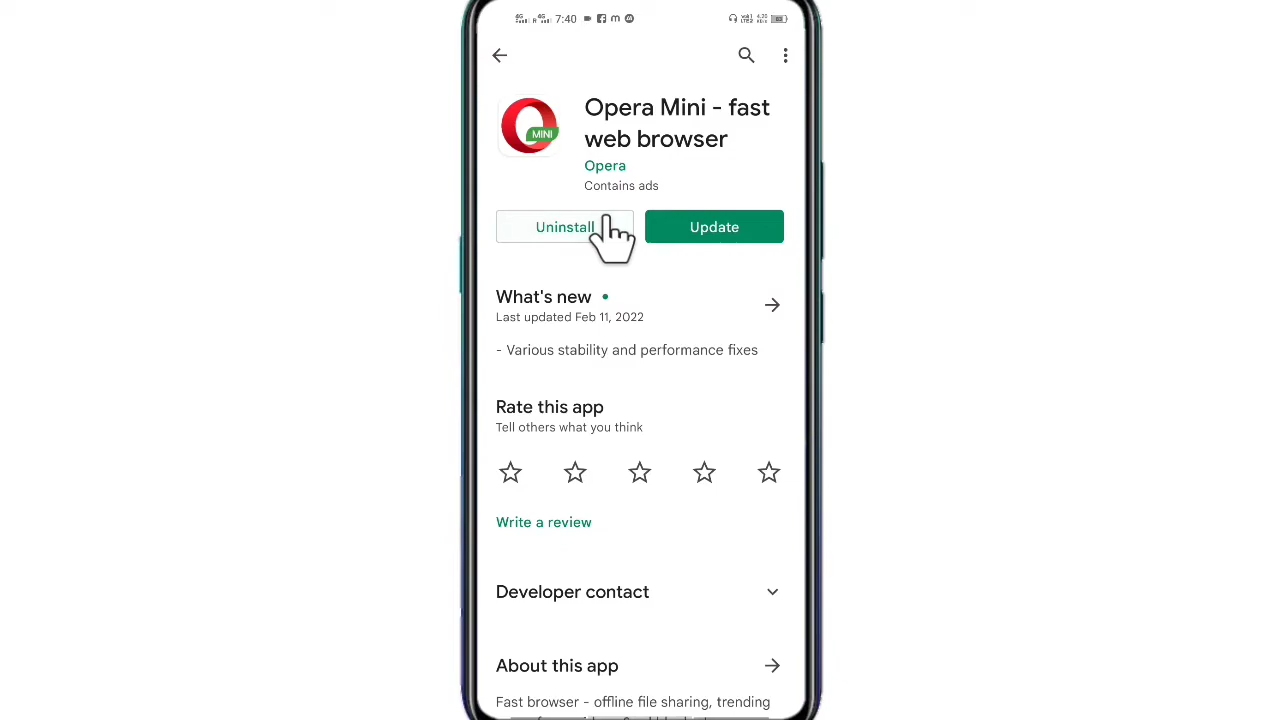 7:40
Opera Mini - fast
web browser
MINI
Opera
Contains ads
Uninstall
Update
What's new •
Last updated Feb 11, 2022
- Various stability and performance fixes
Rate this app
Tell others what you think
Write a review
Developer contact
About this app
Fast browser - offline file sharing, trending